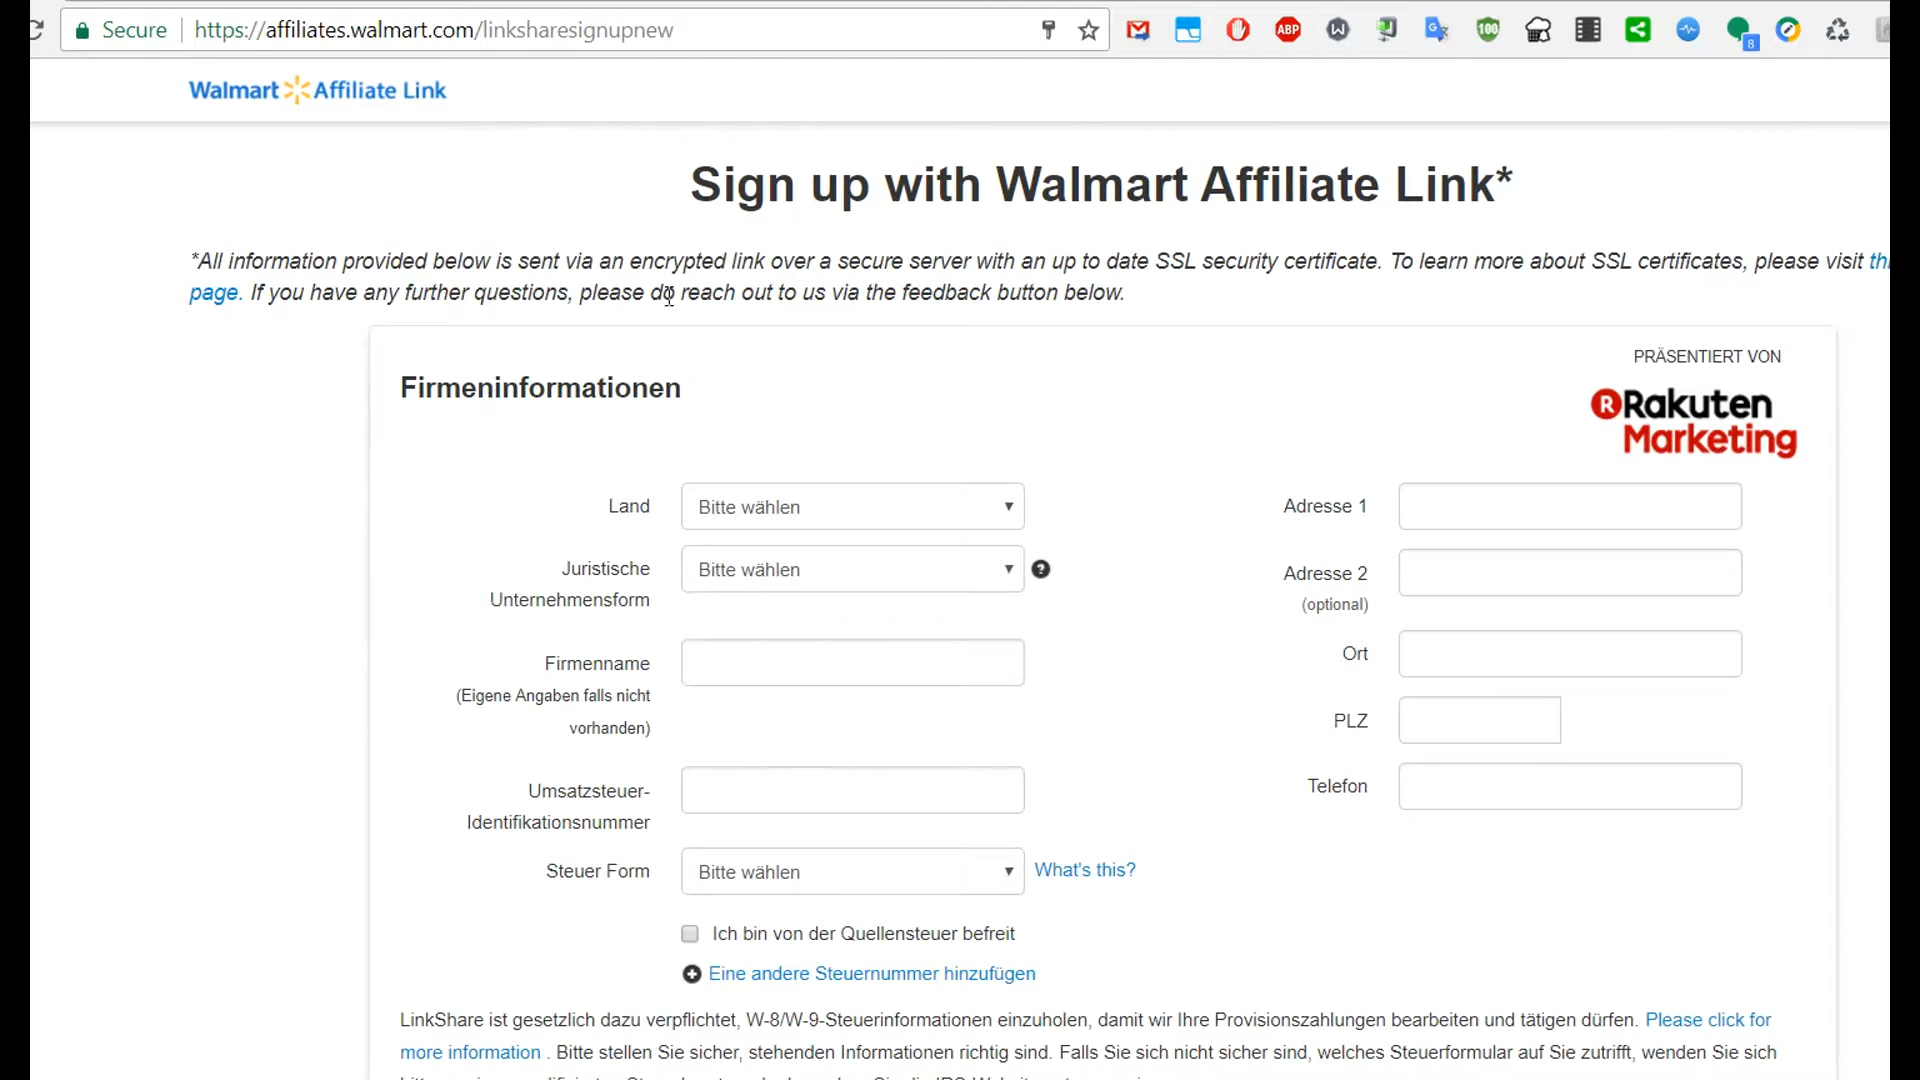 Secure https://affiliates.walmart.com/linksharesignupnew
ABP
100
8
Walmart Affiliate Link
Sign up with Walmart Affiliate Link*
*All information provided below is sent via an encrypted link over a secure server with an up to date SSL security certificate. To learn more about SSL certificates, please visit
page. If you have any further questions, please do reach out to us via the feedback button below.
PRÄSENTIERT VON
Firmeninformationen
R Rakuten
Marketing
Land Bitte wählen
Juristische Unternehmensform Bitte wählen
Firmenname
(Eigene Angaben falls nicht
vorhanden)
Umsatzsteuer-
Identifikationsnummer
Steuer Form Bitte wählen What's this?
Ich bin von der Quellensteuer befreit
Eine andere Steuernummer hinzufügen
Adresse 1
Adresse 2
(optional)
Ort
PLZ
Telefon
LinkShare ist gesetzlich dazu verpflichtet, W-8/W-9-Steuerinformationen einzuholen, damit wir Ihre Provisionszahlungen bearbeiten und tätigen dürfen. Please click for
more information . Bitte stellen Sie sicher, stehenden Informationen richtig sind. Falls Sie sich nicht sicher sind, welches Steuerformular auf Sie zutrifft, wenden Sie sich